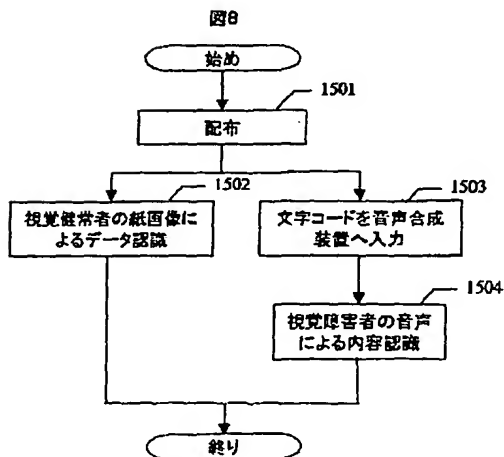 図8
始め
1501
配布
1502
視覚健常者の紙画像に
よるデータ認識
1503
文字コードを音声合成
装置へ入力
1504
視覚障害者の音声
による内容認識
終り